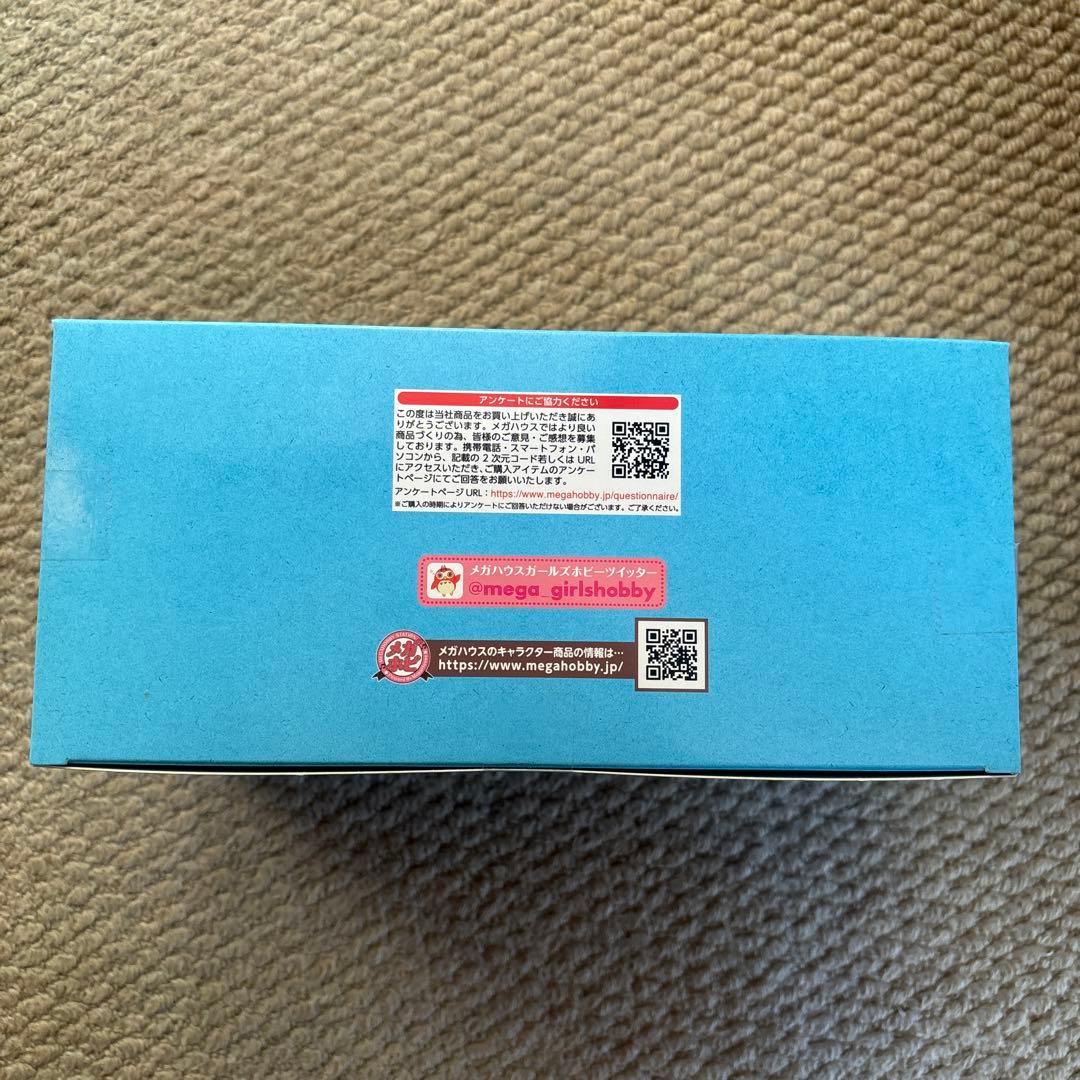 アンケートにご協力ください
この度は当社商品をお買い上げいただき誠にあ
りがとうございます。メガハウスではより良い
商品づくりの為、皆様のご意見・ご感想を募集
しております。携帯電話・スマートフォン・パ
ソコンから、記載の2次元コード若しくはURL
にアクセスいただき、ご購入アイテムのアンケー
トページにてご回答をお願いいたします。
アンケートページURL：https://www.megahobby.jp/questionnaire/
※ご購入の時期によりアンケートにご回答いただけない場合がございます。ご了承ください。
メガハウスガールズホビーツイッター
@mega_girlshobby
メガ
ホビ
メガハウスのキャラクター商品の情報は…
https://www.megahobby.jp/